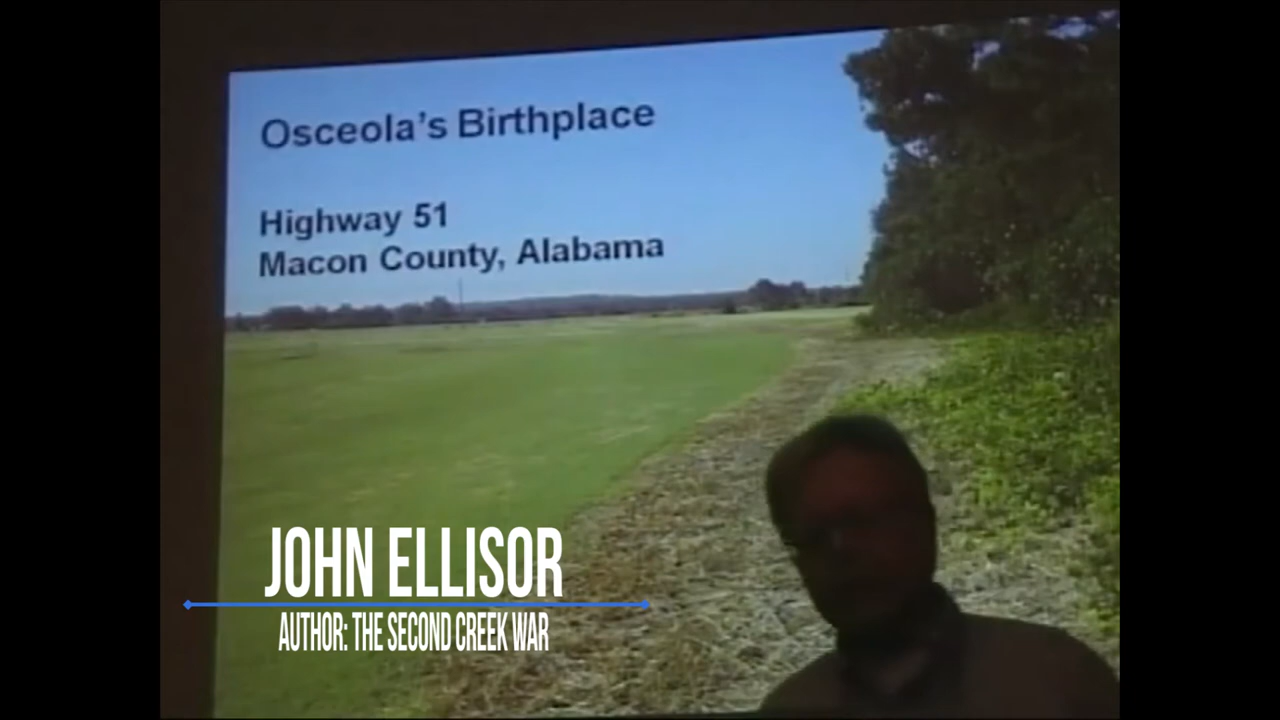 Osceola's Birthplace
Highway 51
Macon County, Alabama
JOHN ELLISOR
AUTHOR: THE SECOND CREEK WAR